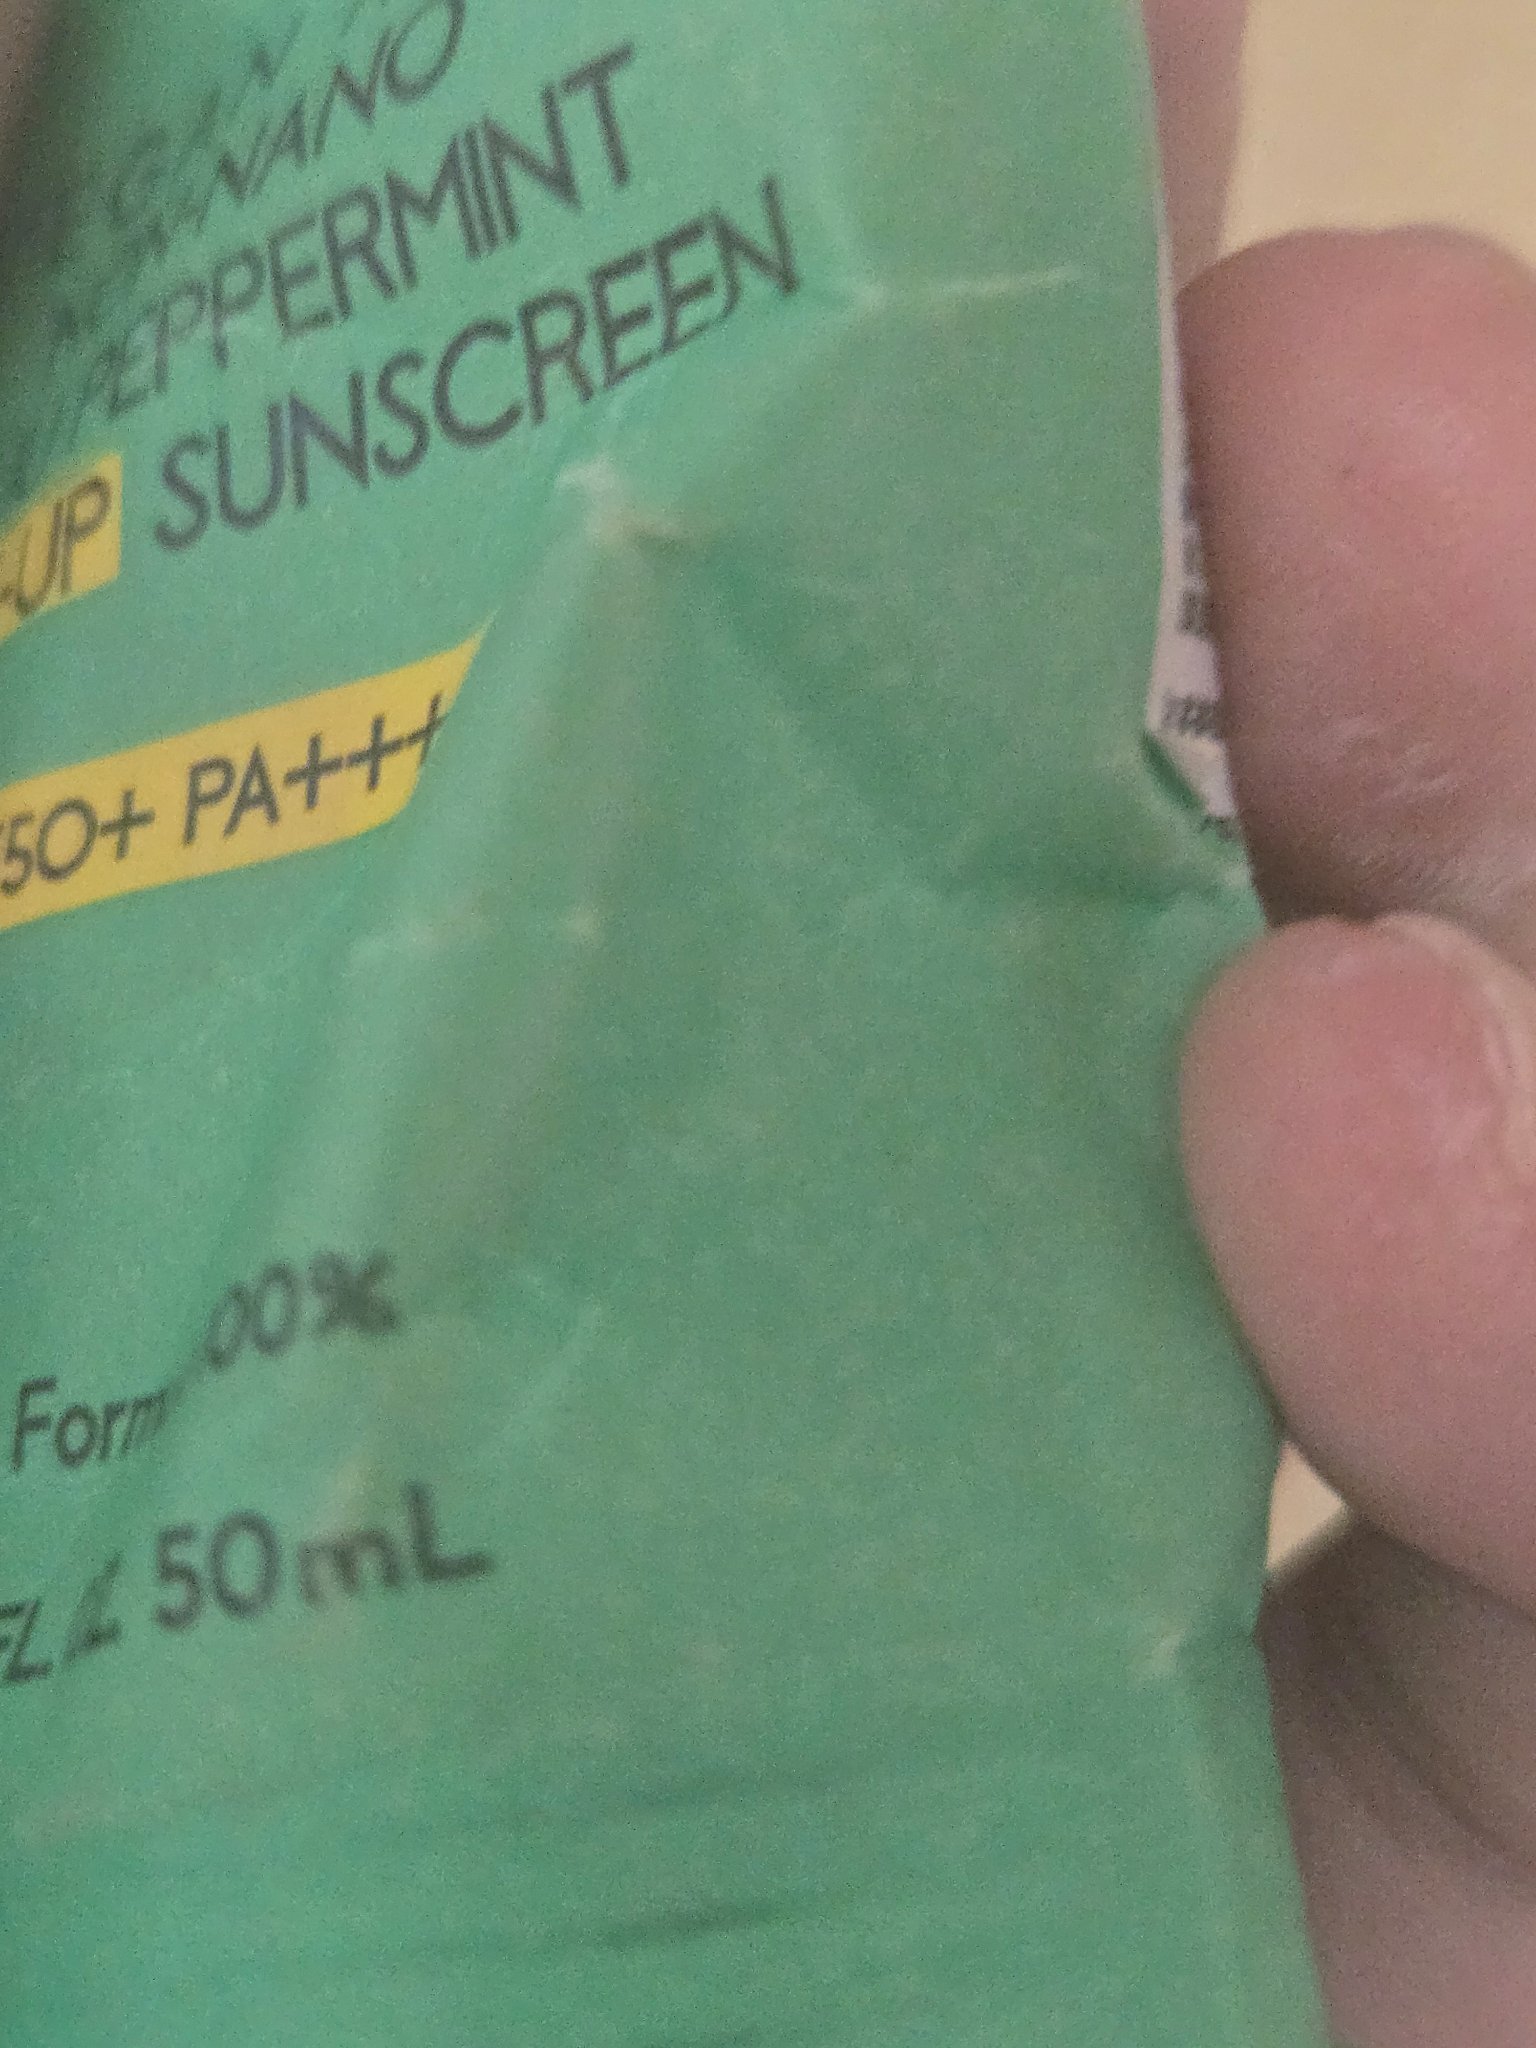 NANO
PEPPERMINT
-UP SUNSCREEN
50+ PA+++
00%
Form
50mL